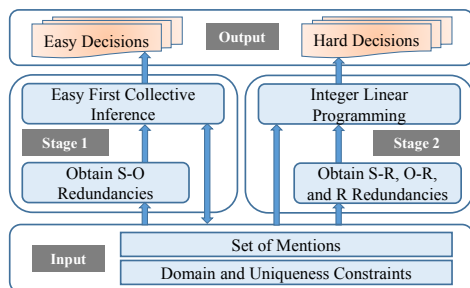 Easy Decisions
Output
Hard Decisions
Easy First Collective
Inference
Integer Linear
Programming
Stage 1
Stage 2
Obtain S-O
Redundancies
Obtain S-R, O-R,
and R Redundancies
Input
Set of Mentions
Domain and Uniqueness Constraints